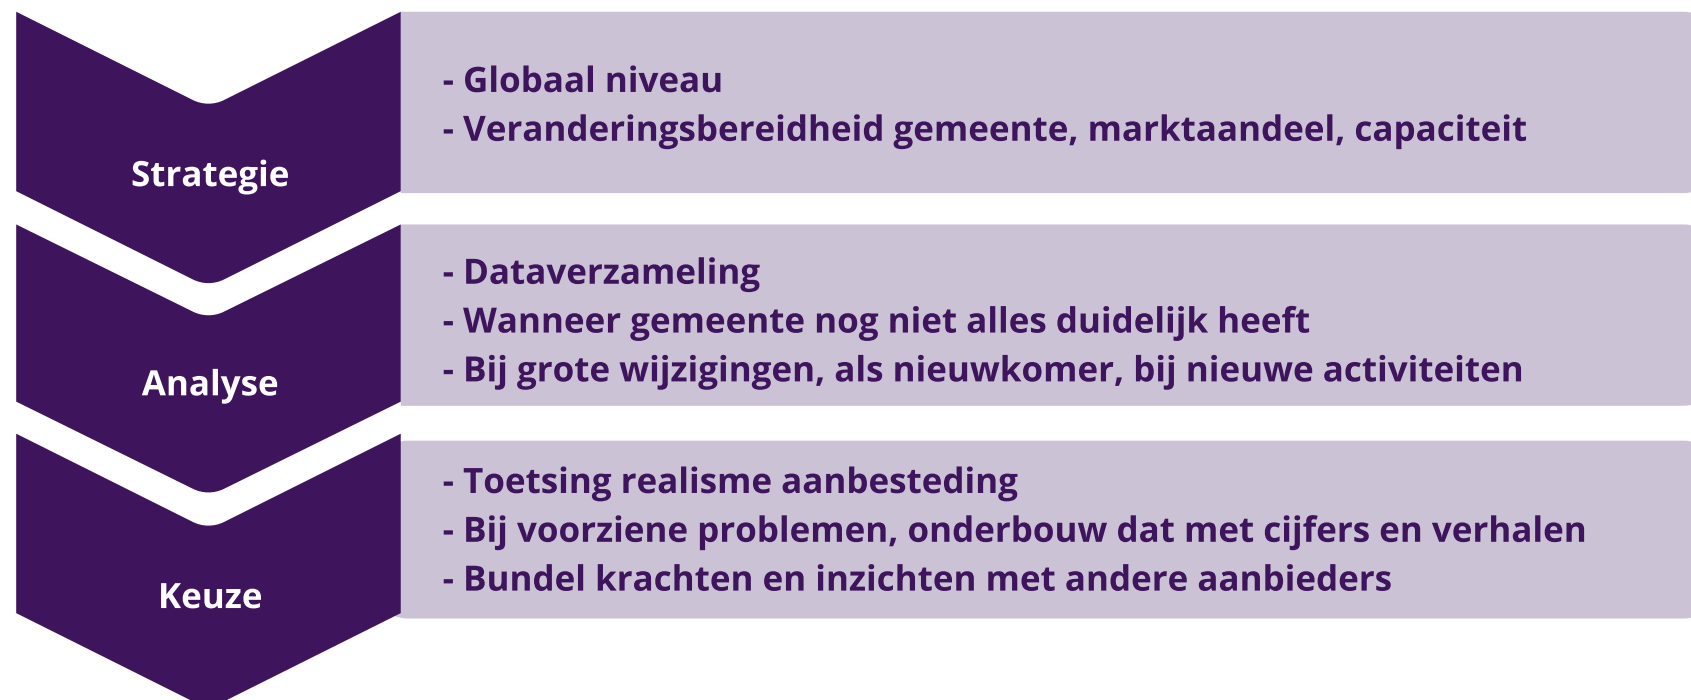 Strategie
- Globaal niveau
- Veranderingsbereidheid gemeente, marktaandeel, capaciteit
Analyse
- Dataverzameling
- Wanneer gemeente nog niet alles duidelijk heeft
- Bij grote wijzigingen, als nieuwkomer, bij nieuwe activiteiten
Keuze
- Toetsing realisme aanbesteding
- Bij voorziene problemen, onderbouw dat met cijfers en verhalen
- Bundel krachten en inzichten met andere aanbieders